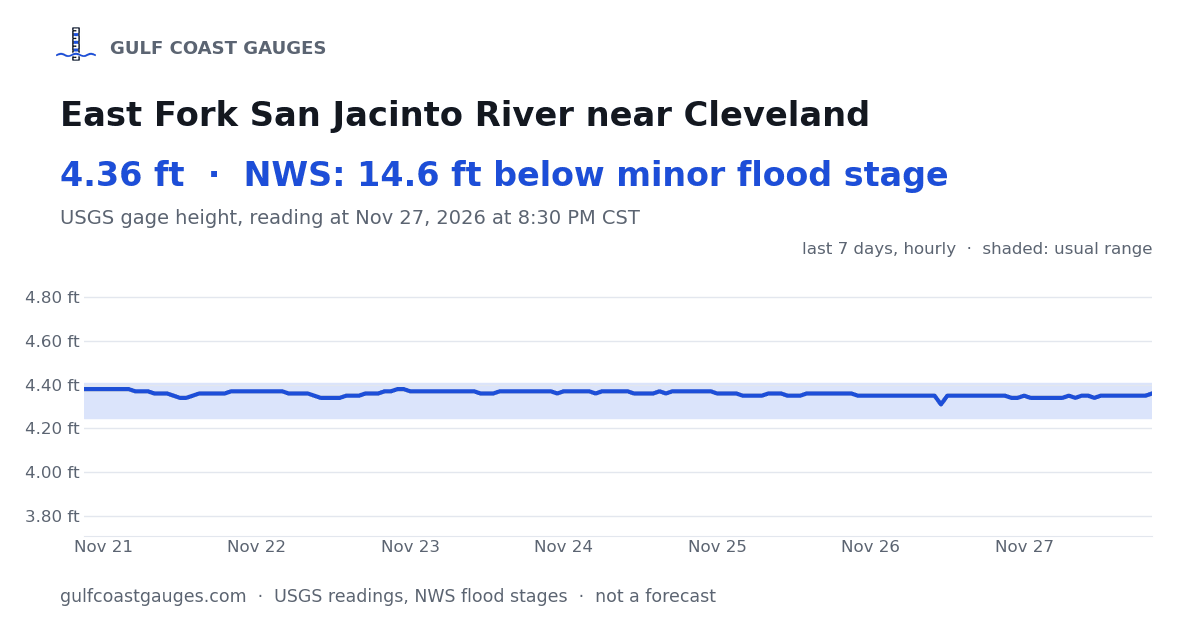 GULF COAST GAUGES
East Fork San Jacinto River near Cleveland
4.36 ft · NWS: 14.6 ft below minor flood stage
USGS gage height, reading at Nov 27, 2026 at 8:30 PM CST
last 7 days, hourly · shaded: usual range
4.80 ft
4.60 ft
4.40 ft
4.20 ft
4.00 ft
3.80 ft
Nov 21 Nov 22 Nov 23 Nov 24 Nov 25 Nov 26 Nov 27
gulfcoastgauges.com · USGS readings, NWS flood stages · not a forecast